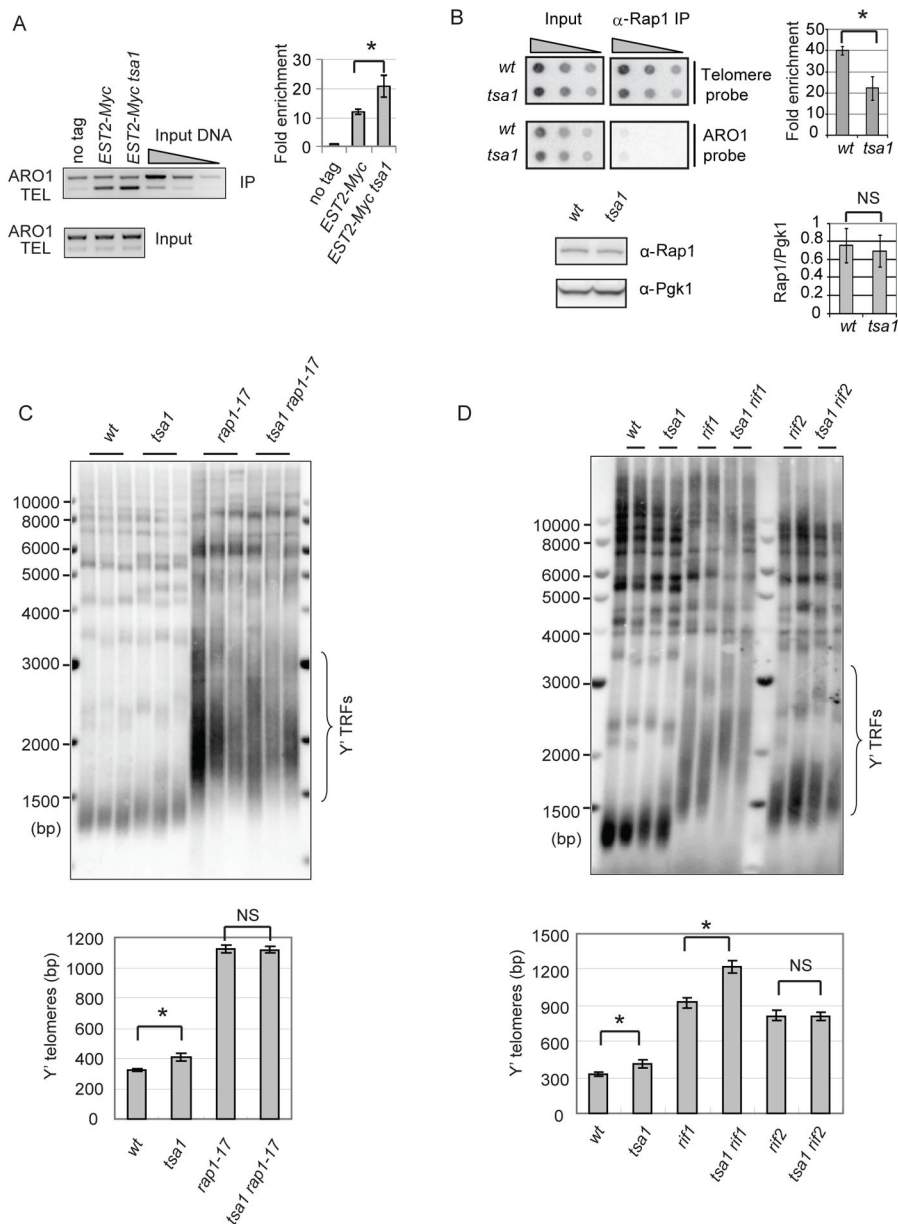 A
no tag
EST2-Myc
EST2-Myc tsa1
Input DNA
ARO1
TEL
IP
ARO1
TEL
Input
*
Fold enrichment
30
20
10
0
no tag
EST2-Myc
EST2-Myc tsa1
B
Input
α-Rap1 IP
wt
tsa1
Telomere
probe
wt
tsa1
ARO1
probe
*
Fold enrichment
50
40
30
20
10
0
wt
tsa1
wt
tsa1
α-Rap1
α-Pgk1
NS
Rap1/Pgk1
1
0.8
0.6
0.4
0.2
0
wt
tsa1
C
wt
tsa1
rap1-17
tsa1 rap1-17
10000
8000
6000
5000
4000
3000
2000
1500
(bp)
Y' TRFs
NS
*
Y' telomeres (bp)
1200
1000
800
600
400
200
0
wt
tsa1
rap1-17
tsa1 rap1-17
D
wt
tsa1
rif1
tsa1 rif1
rif2
tsa1 rif2
10000
8000
6000
5000
4000
3000
2000
1500
(bp)
Y' TRFs
*
*
NS
Y' telomeres (bp)
1500
1200
900
600
300
0
wt
tsa1
rif1
tsa1 rif1
rif2
tsa1 rif2